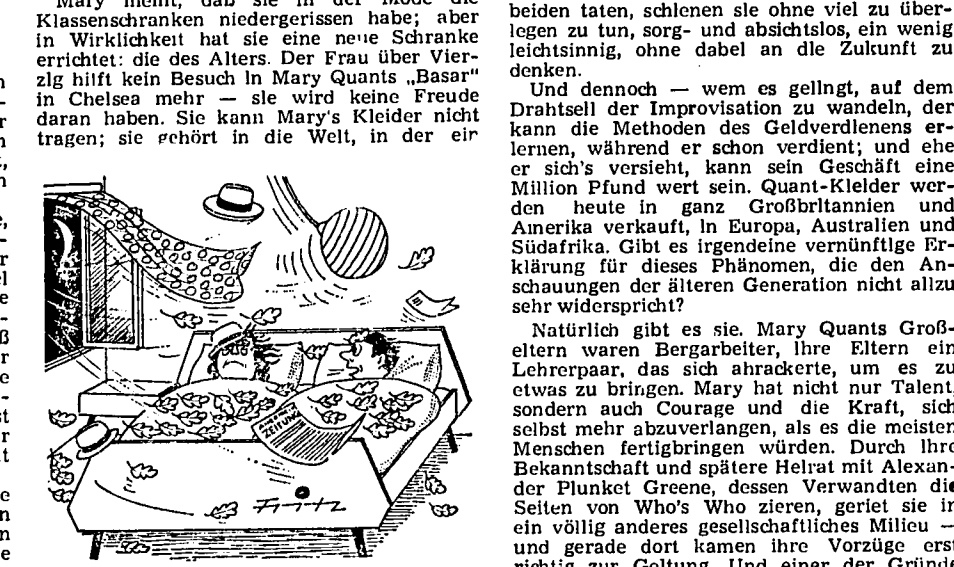 Mary meint, daß sie in der Mode die
Klassenschranken niedergerissen habe; aber
in Wirklichkeit hat sie eine neue Schranke
errichtet: die des Alters. Der Frau über Vier-
zig hilft kein Besuch in Mary Quants „Basar"
in Chelsea mehr — sie wird keine Freude
daran haben. Sie kann Mary's Kleider nicht
tragen; sie gehört in die Welt, in der ein
ZEITUNG
Fritz
beiden taten, schienen sie ohne viel zu über-
legen zu tun, sorg- und absichtslos, ein wenig
leichtsinnig, ohne dabei an die Zukunft zu
denken.
Und dennoch — wem es gelingt, auf dem
Drahtseil der Improvisation zu wandeln, der
kann die Methoden des Geldverdienens er-
lernen, während er schon verdient; und ehe
er sich's versieht, kann sein Geschäft eine
Million Pfund wert sein. Quant-Kleider wer-
den heute in ganz Großbritannien und
Amerika verkauft, in Europa, Australien und
Südafrika. Gibt es irgendeine vernünftige Er-
klärung für dieses Phänomen, die den An-
schauungen der älteren Generation nicht allzu
sehr widerspricht?
Natürlich gibt es sie. Mary Quants Groß-
eltern waren Bergarbeiter, ihre Eltern ein
Lehrerpaar, das sich abrackerte, um es zu
etwas zu bringen. Mary hat nicht nur Talent,
sondern auch Courage und die Kraft, sich
selbst mehr abzuverlangen, als es die meisten
Menschen fertigbringen würden. Durch ihre
Bekanntschaft und spätere Heirat mit Alexan-
der Plunket Greene, dessen Verwandten die
Seiten von Who's Who zieren, geriet sie in
ein völlig anderes gesellschaftliches Milieu —
und gerade dort kamen ihre Vorzüge erst
richtig zur Geltung. Und einer der Gründe